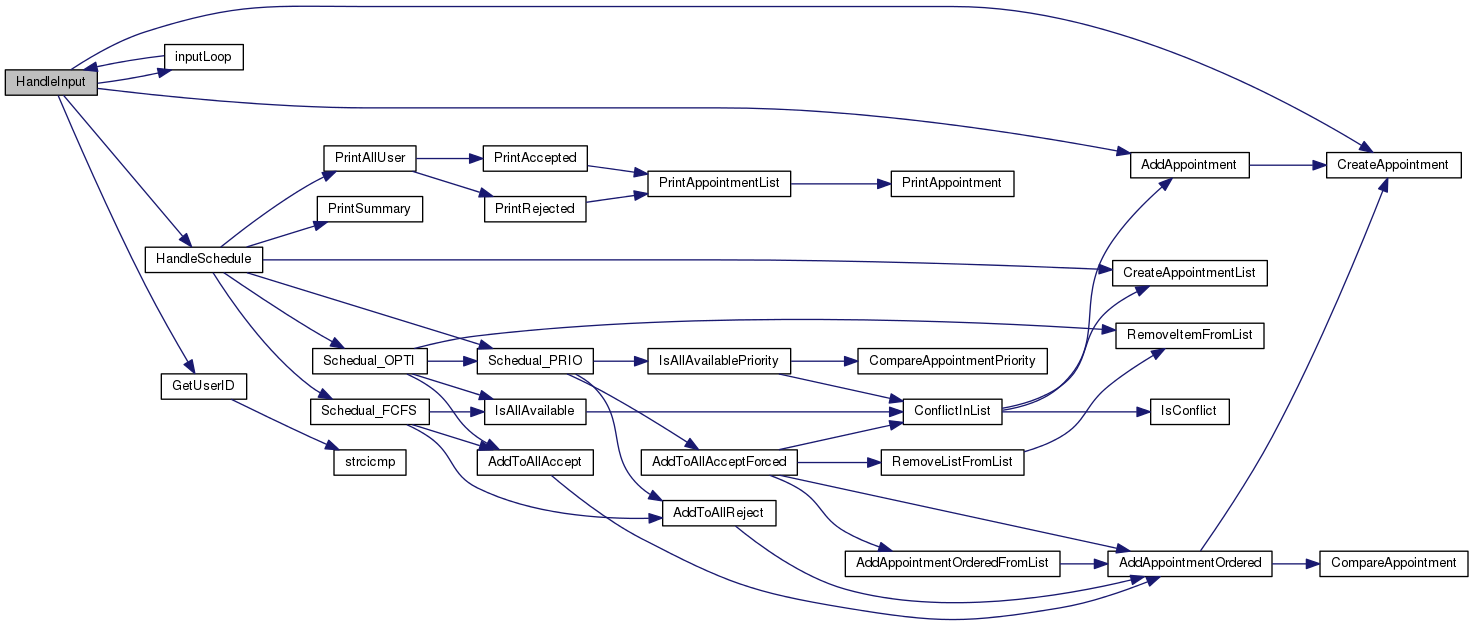 HandleInput
inputLoop
PrintAllUser
PrintAccepted
AddAppointment
CreateAppointment
PrintAppointmentList
PrintAppointment
PrintSummary
PrintRejected
HandleSchedule
CreateAppointmentList
RemoveItemFromList
Schedual_OPTI
Schedual_PRIO
IsAllAvailablePriority
CompareAppointmentPriority
GetUserID
Schedual_FCFS
IsAllAvailable
ConflictInList
IsConflict
strcicmp
AddToAllAccept
AddToAllAcceptForced
RemoveListFromList
AddToAllReject
AddAppointmentOrderedFromList
AddAppointmentOrdered
CompareAppointment